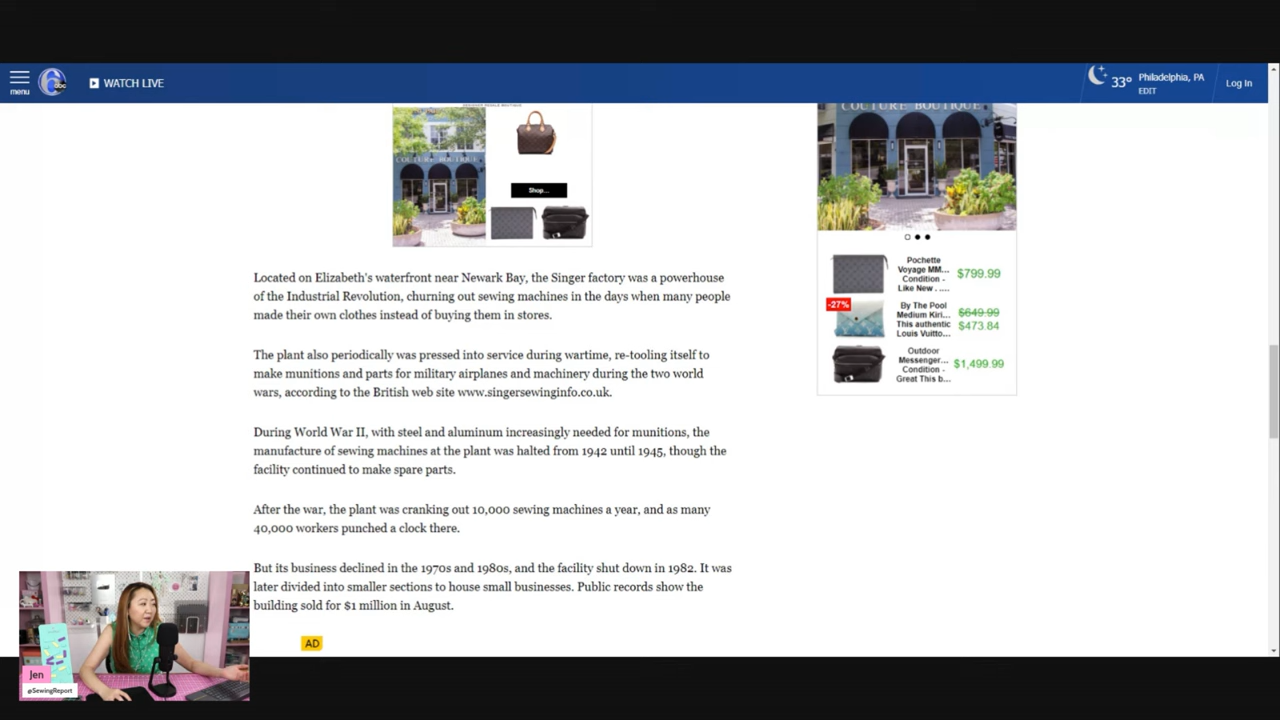 menu
6abc
WATCH LIVE
33°
Philadelphia, PA
EDIT
Log In
COUTURE BOUTIQUE
Shop...
COUTURE BOUTIQUE
Pochette
Voyage MM...
Condition -
Like New . ....
$799.99
-27%
By The Pool
Medium Kiri...
This authentic
Louis Vuitto...
$649.99
$473.84
Outdoor
Messenger...
Condition -
Great This b...
$1,499.99
Located on Elizabeth's waterfront near Newark Bay, the Singer factory was a powerhouse
of the Industrial Revolution, churning out sewing machines in the days when many people
made their own clothes instead of buying them in stores.
The plant also periodically was pressed into service during wartime, re-tooling itself to
make munitions and parts for military airplanes and machinery during the two world
wars, according to the British web site www.singersewinginfo.co.uk.
During World War II, with steel and aluminum increasingly needed for munitions, the
manufacture of sewing machines at the plant was halted from 1942 until 1945, though the
facility continued to make spare parts.
After the war, the plant was cranking out 10,000 sewing machines a year, and as many
40,000 workers punched a clock there.
But its business declined in the 1970s and 1980s, and the facility shut down in 1982. It was
later divided into smaller sections to house small businesses. Public records show the
building sold for $1 million in August.
AD
Jen
@SewingReport